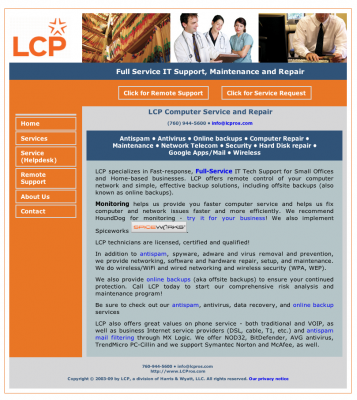 LCP
Full Service IT Support, Maintenance and Repair
Click for Remote Support
Click for Service Request
Home
Services
Service
(Helpdesk)
Remote
Support
About Us
Contact
LCP Computer Service and Repair
(760) 944-5600 • info@lcpros.com
Antispam ● Antivirus ● Online backups ● Computer Repair ●
Maintenance ● Network Telecom ● Security ● Hard Disk repair ●
Google Apps/Mail ● Wireless
LCP specializes in Fast-response, Full-Service IT Tech Support for Small Offices
and Home-based businesses. LCP offers remote control of your computer
network and simple, effective backup solutions, including offsite backups (also
known as online backups).
Monitoring helps us provide you faster computer service and helps us fix
computer and network issues faster and more efficiently. We recommend
HoundDog for monitoring - try it for your business! We also implement
Spiceworks SPICEWORKS
LCP technicians are licensed, certified and qualified!
In addition to antispam, spyware, adware and virus removal and prevention,
we provide networking, software and hardware repair, setup, and maintenance.
We do wireless/WiFi and wired networking and wireless security (WPA, WEP).
We also provide online backups (aka offsite backups) to ensure your continued
protection. Call LCP today to start our comprehensive risk analysis and
maintenance program!
Be sure to check out our antispam, antivirus, data recovery, and online backup
services
LCP also offers great values on phone service - both traditional and VOIP, as
well as business Internet service providers (DSL, cable, T1, etc.) and antispam
mail filtering through MX Logic. We offer NOD32, BitDefender, AVG antivirus,
TrendMicro PC-Cillin and we support Symantec Norton and McAfee, as well.
760-944-5600 • info@lcpros.com
http://www.LCPros.com
Copyright © 2003-09 by LCP, a division of Harris & Wyatt, LLC. All rights reserved. Our privacy notice